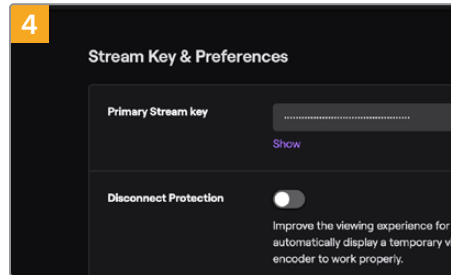 4
Stream Key & Preferences
Primary Stream key
Show
Disconnect Protection
Improve the viewing experience for
automatically display a temporary vi
encoder to work properly.